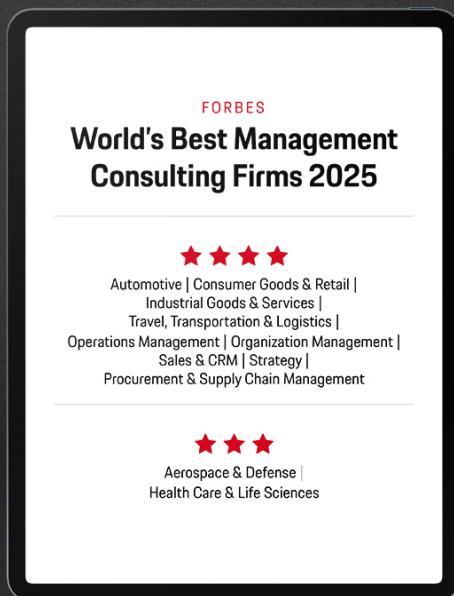 FORBES
World's Best Management
Consulting Firms 2025
Automotive | Consumer Goods & Retail |
Industrial Goods & Services |
Travel, Transportation & Logistics |
Operations Management | Organization Management |
Sales & CRM | Strategy |
Procurement & Supply Chain Management
Aerospace & Defense |
Health Care & Life Sciences